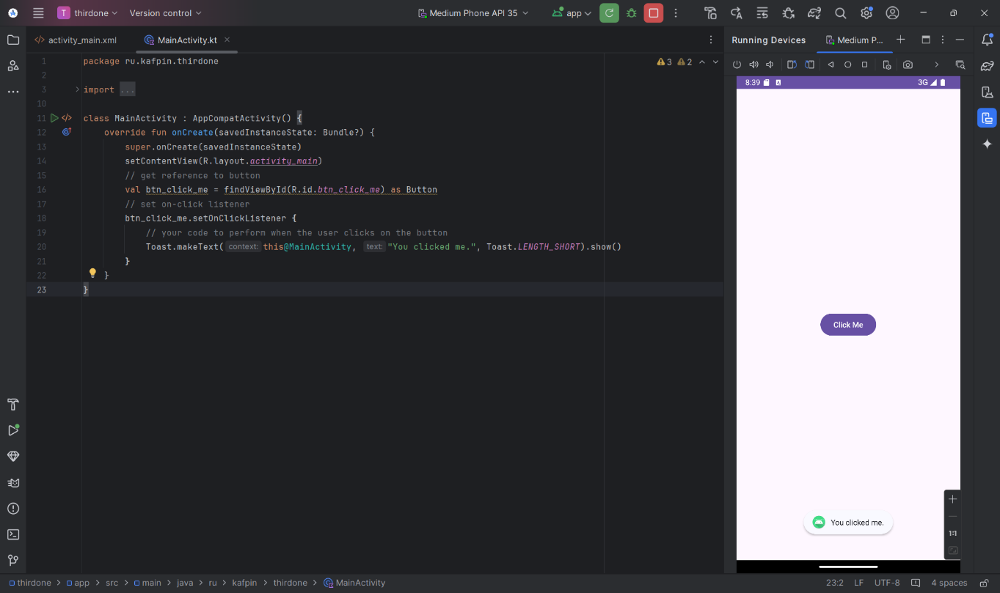 T thirdone Version control Medium Phone API 35 app
activity_main.xml MainActivity.kt
Running Devices Medium P...
1 package ru.kafpin.thirdone
3 2
2
3 import ...
10
11 class MainActivity : AppCompatActivity() {
12 override fun onCreate(savedInstanceState: Bundle?) {
13 super.onCreate(savedInstanceState)
14 setContentView(R.layout.activity_main)
15 // get reference to button
16 val btn_click_me = findViewById(R.id.btn_click_me) as Button
17 // set on-click listener
18 btn_click_me.setOnClickListener {
19 // your code to perform when the user clicks on the button
20 Toast.makeText( context: this@MainActivity, text: "You clicked me.", Toast.LENGTH_SHORT).show()
21 }
22 }
23 }
8:39 A 3G
Click Me
You clicked me.
1:1
thirdone > app > src > main > java > ru > kafpin > thirdone > MainActivity
23:2 LF UTF-8 4 spaces